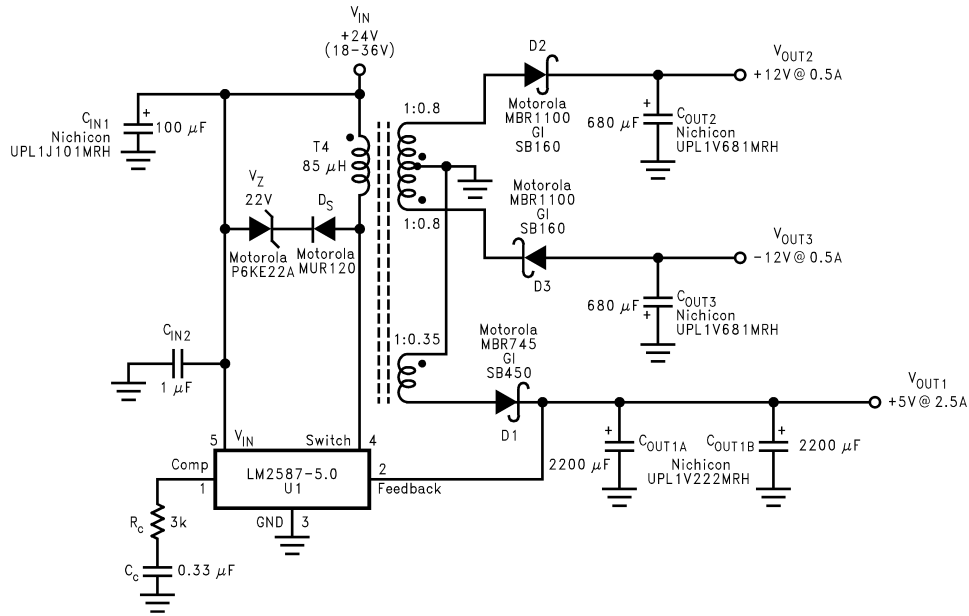 V_IN
+24V
(18-36V)
C_IN1
Nichicon
UPL1J101MRH
+
100 μF
T4
85 μH
1:0.8
1:0.8
1:0.35
V_Z
22V
D_S
Motorola
P6KE22A
Motorola
MUR120
C_IN2
1 μF
D2
Motorola
MBR1100
GI
SB160
V_OUT2
+12V@0.5A
+
680 μF
C_OUT2
Nichicon
UPL1V681MRH
Motorola
MBR1100
GI
SB160
D3
V_OUT3
-12V@0.5A
680 μF
+
C_OUT3
Nichicon
UPL1V681MRH
Motorola
MBR745
GI
SB450
D1
V_OUT1
+5V@2.5A
+
2200 μF
C_OUT1A
C_OUT1B
+
2200 μF
Nichicon
UPL1V222MRH
5
V_IN
Switch
4
Comp
1
LM2587-5.0
U1
2
Feedback
GND
3
R_c
3k
C_c
0.33 μF